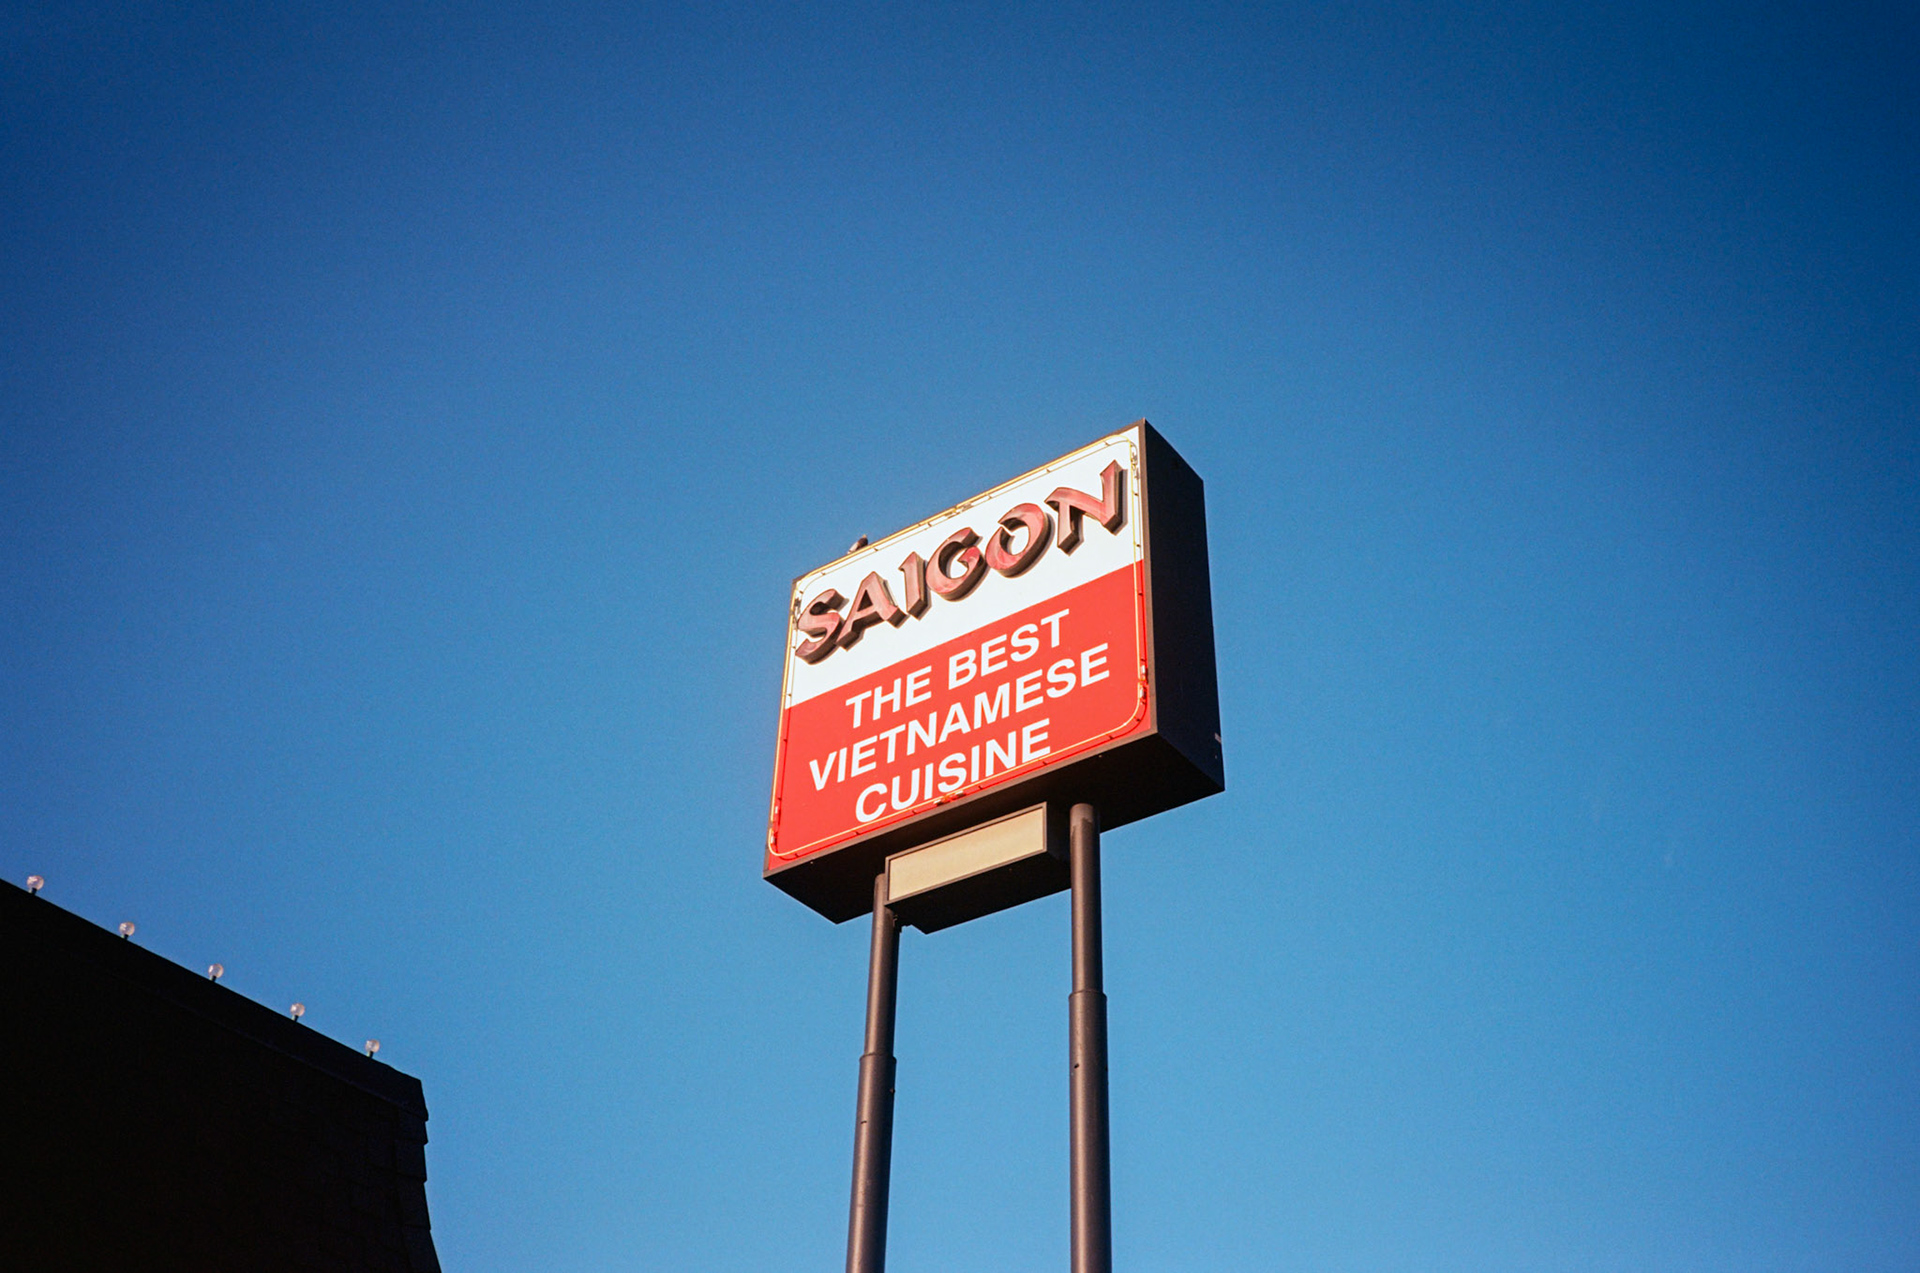 SAIGON
THE BEST
VIETNAMESE
CUISINE